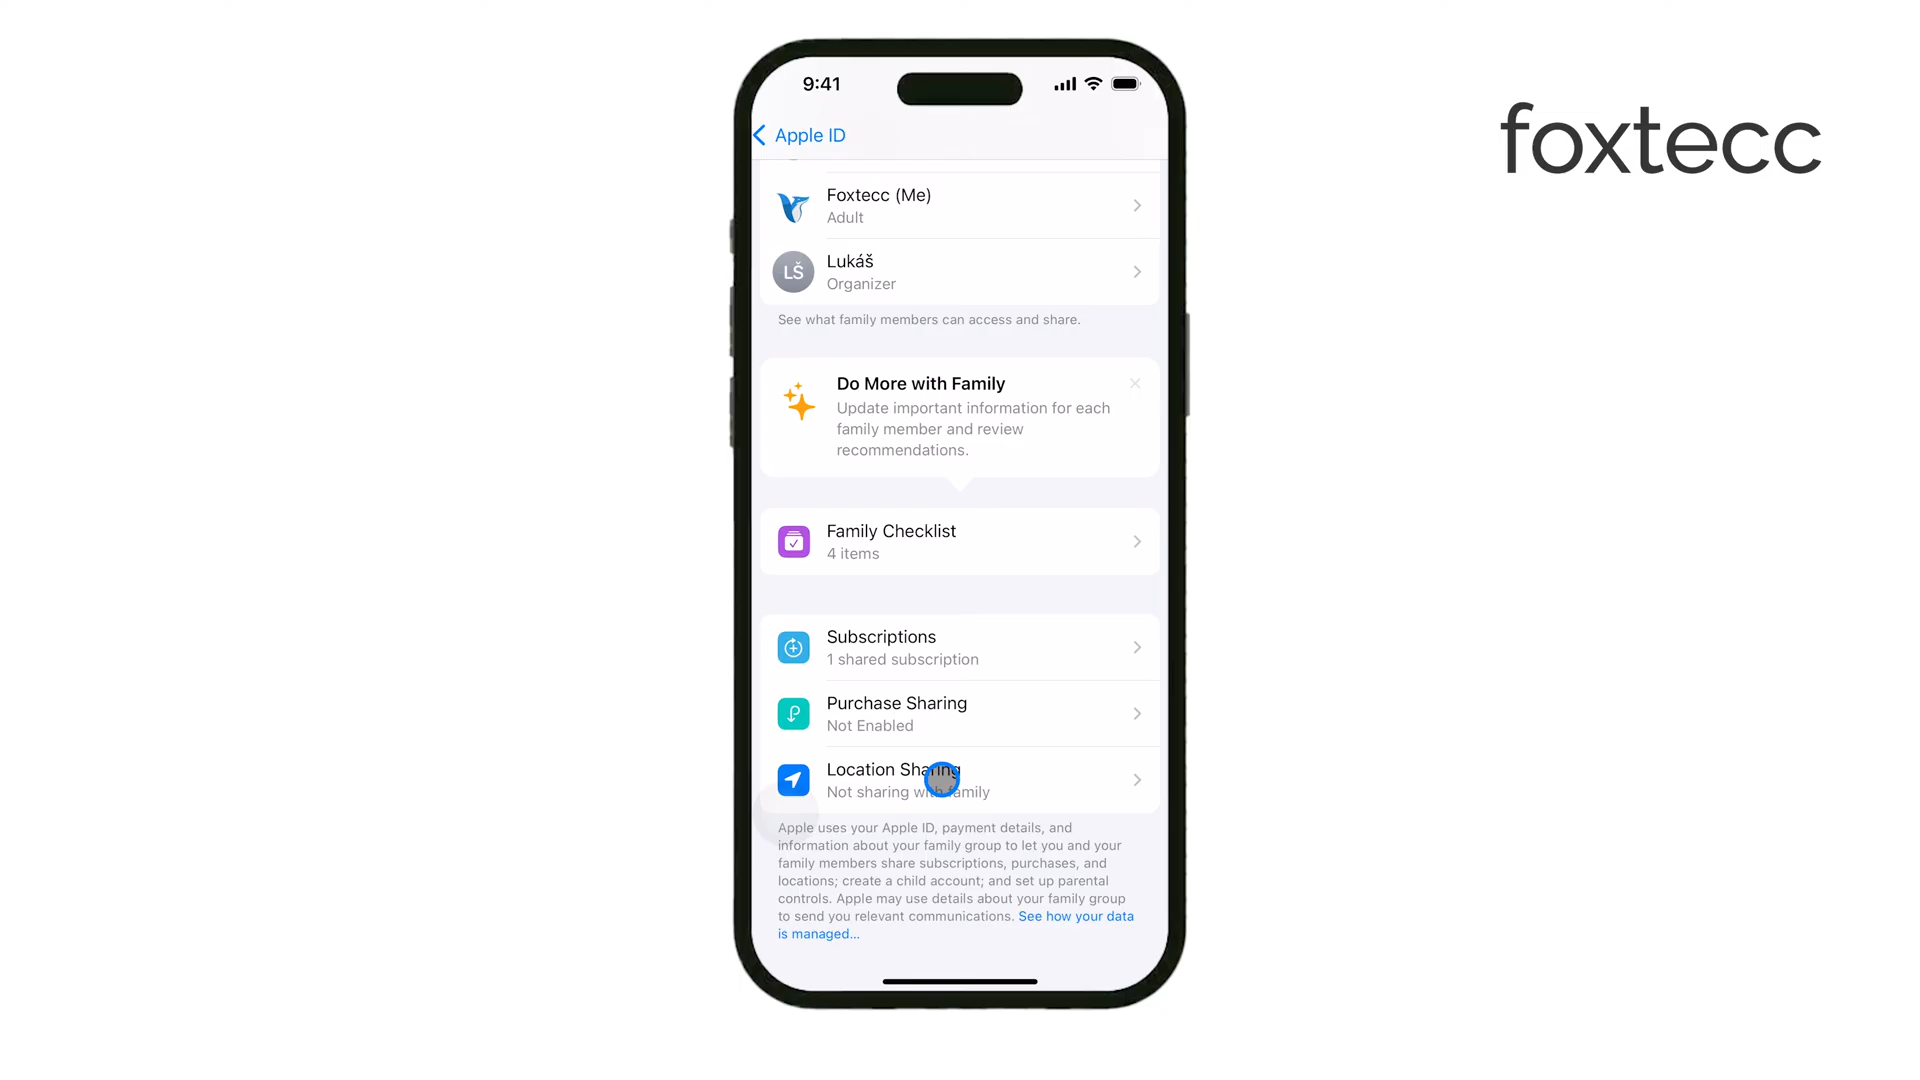 foxtecc
9:41
Apple ID
Foxtecc (Me)
Adult
LŠ
Lukáš
Organizer
See what family members can access and share.
Do More with Family
Update important information for each
family member and review
recommendations.
Family Checklist
4 items
Subscriptions
1 shared subscription
Purchase Sharing
Not Enabled
Location Sharing
Not sharing with family
Apple uses your Apple ID, payment details, and
information about your family group to let you and your
family members share subscriptions, purchases, and
locations; create a child account; and set up parental
controls. Apple may use details about your family group
to send you relevant communications. See how your data
is managed...